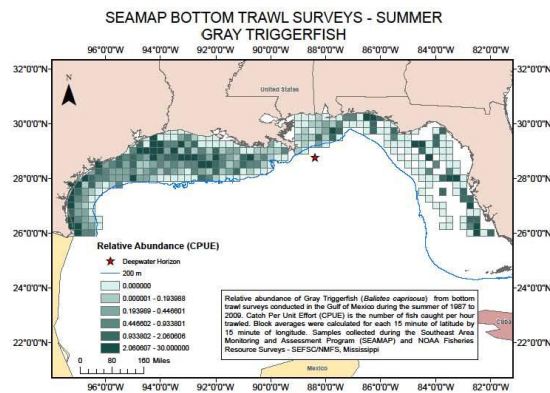 SEAMAP BOTTOM TRAWL SURVEYS - SUMMER
GRAY TRIGGERFISH
96°0'0"W 94°0'0"W 92°0'0"W 90°0'0"W 88°0'0"W 86°0'0"W 84°0'0"W 82°0'0"W
32°0'0"N 32°0'0"N
N
United States
30°0'0"N 30°0'0"N
28°0'0"N 28°0'0"N
26°0'0"N 26°0'0"N
Relative Abundance (CPUE)
Deepwater Horizon
200 m
0.000000
0.000001 - 0.193988
0.193989 - 0.446601
0.446602 - 0.933801
0.933802 - 2.060606
2.060607 - 30.000000
0 80 160 Miles
24°0'0"N 24°0'0"N
Relative abundance of Gray Triggerfish (Balistes capriscus) from bottom
trawl surveys conducted in the Gulf of Mexico during the summer of 1987 to
2009. Catch Per Unit Effort (CPUE) is the number of fish caught per hour
trawled. Block averages were calculated for each 15 minute of latitude by
15 minute of longitude. Samples collected during the Southeast Area
Monitoring and Assessment Program (SEAMAP) and NOAA Fisheries
Resource Surveys - SEFSC/NMFS, Mississippi
Cuba
22°0'0"N 22°0'0"N
Mexico
96°0'0"W 94°0'0"W 92°0'0"W 90°0'0"W 88°0'0"W 86°0'0"W 84°0'0"W 82°0'0"W